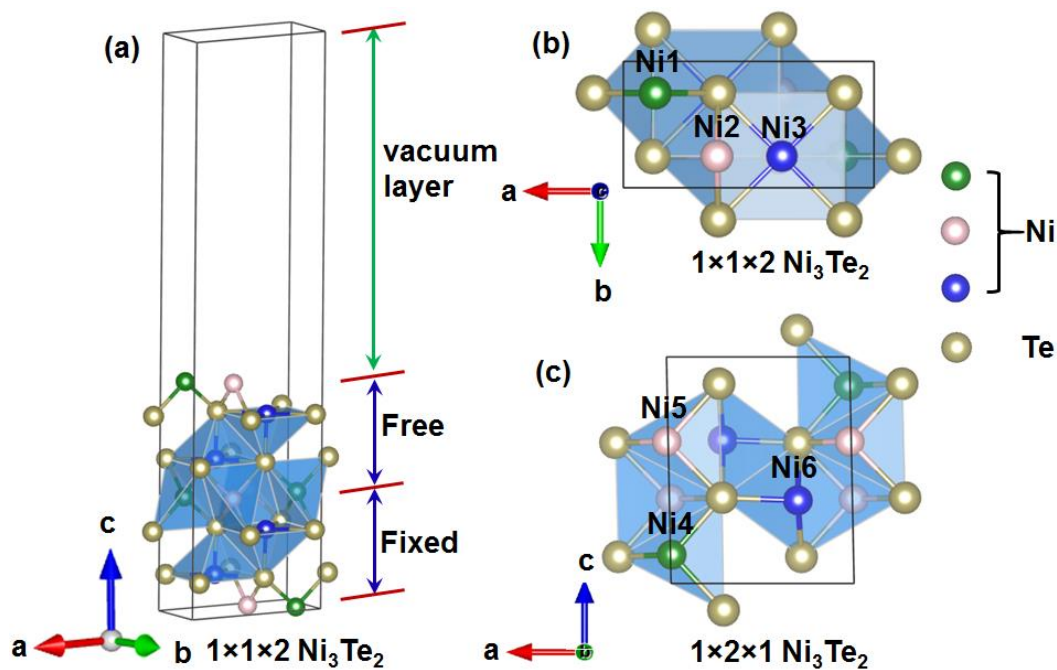 (a)
vacuum
layer
Free
Fixed
c
a
b
1×1×2 Ni₃Te₂
(b)
Ni1
Ni2
Ni3
a
c
b
1×1×2 Ni₃Te₂
Ni
Te
(c)
Ni5
Ni6
Ni4
c
a
b
1×2×1 Ni₃Te₂